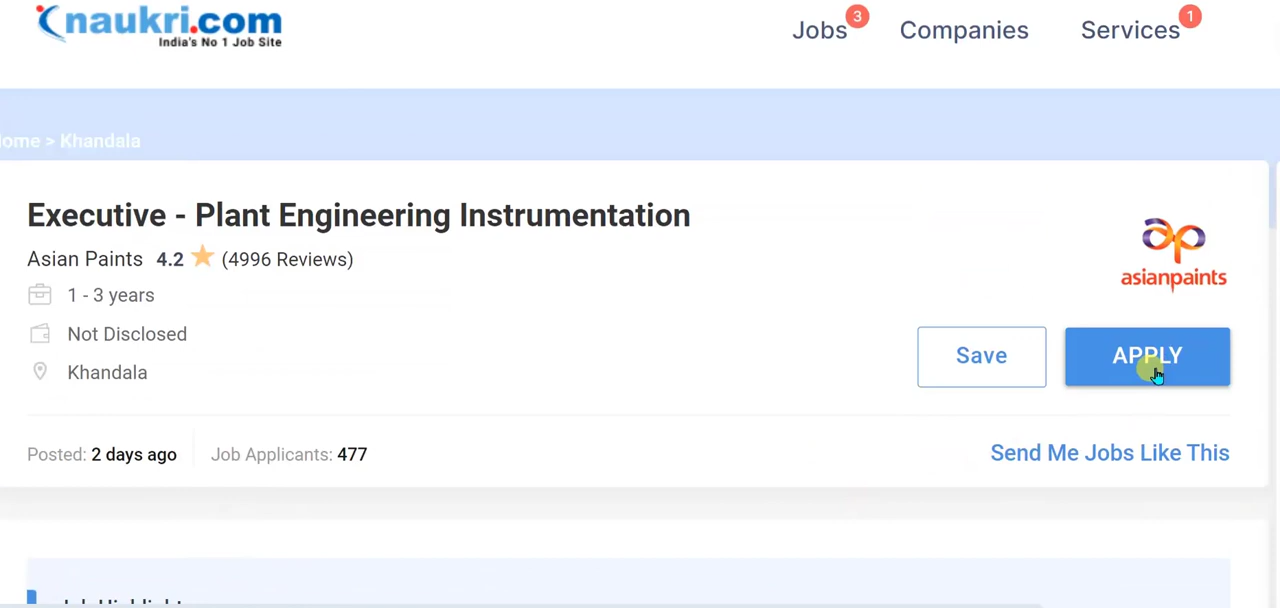 naukri.com
India's No 1 Job Site
Jobs 3
Companies
Services 1
ome > Khandala
Executive - Plant Engineering Instrumentation
Asian Paints 4.2 (4996 Reviews)
1 - 3 years
Not Disclosed
Khandala
asianpaints
Save
APPLY
Posted: 2 days ago
Job Applicants: 477
Send Me Jobs Like This